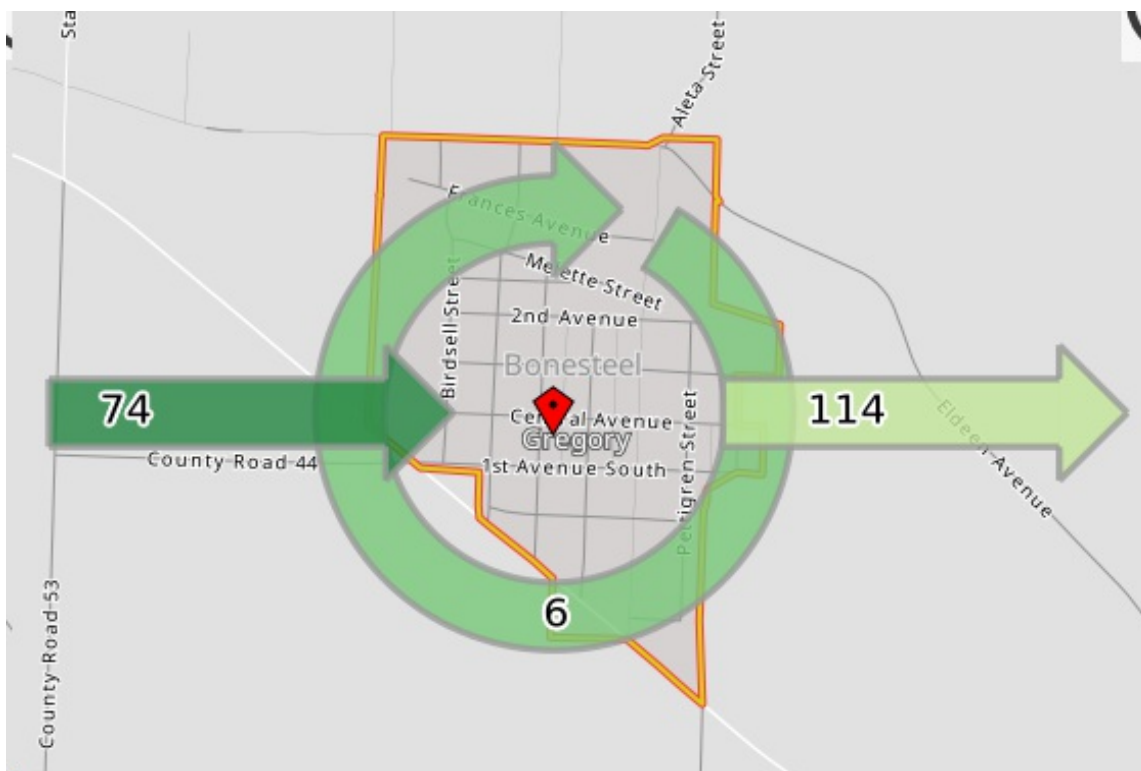 Sta
Aleta Street
Frances Avenue
Melette Street
Birdsell Street
2nd Avenue
Bonesteel
74
Central Avenue
114
Gregory
County Road 44
1st Avenue South
Pettigren Street
Eldeen Avenue
6
County Road 53